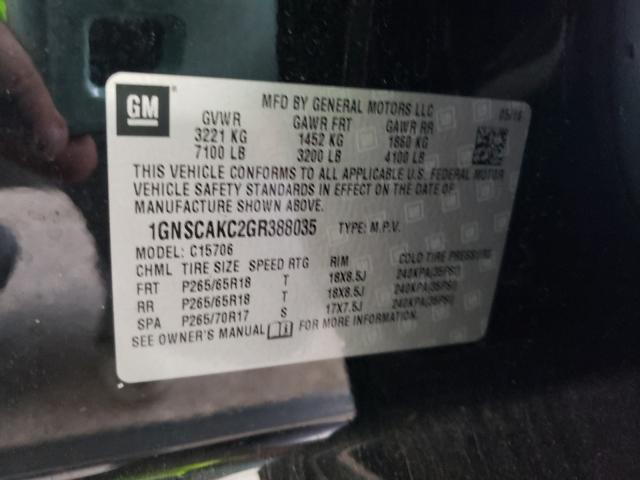 GM
MFD BY GENERAL MOTORS LLC 05/16
GVWR GAWR FRT GAWR RR
3221 KG 1452 KG 1860 KG
7100 LB 3200 LB 4100 LB
THIS VEHICLE CONFORMS TO ALL APPLICABLE U.S. FEDERAL MOTOR
VEHICLE SAFETY STANDARDS IN EFFECT ON THE DATE OF
MANUFACTURE SHOWN ABOVE.
1GNSCAKC2GR388035 TYPE: M.P.V.
MODEL: C15706
CHML TIRE SIZE SPEED RTG RIM COLD TIRE PRESSURE
FRT P265/65R18 T 18X8.5J 240KPA(35PSI)
RR P265/65R18 T 18X8.5J 240KPA(35PSI)
SPA P265/70R17 S 17X7.5J 240KPA(35PSI)
SEE OWNER'S MANUAL FOR MORE INFORMATION.